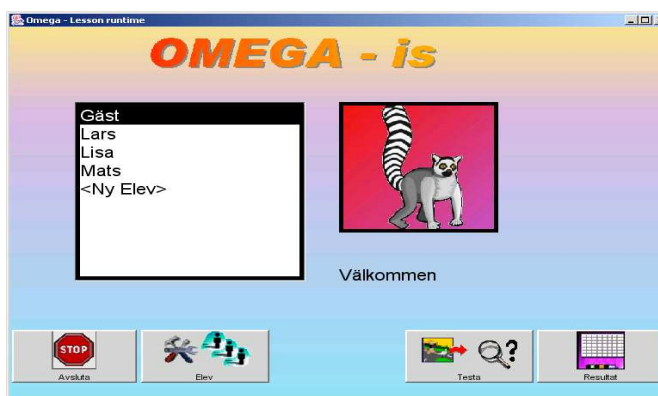 Omega - Lesson runtime
OMEGA - is
Gäst
Lars
Lisa
Mats
<Ny Elev>
Välkommen
STOP
?
Avsluta
Elev
Testa
Resultat